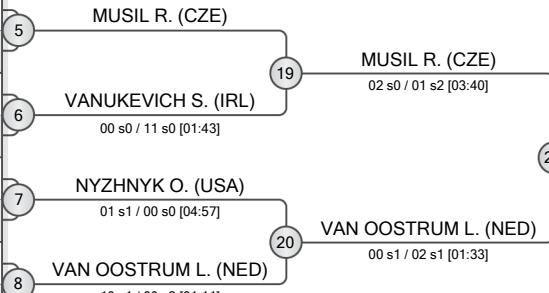 5
MUSIL R. (CZE)
19
MUSIL R. (CZE)
02 s0 / 01 s2 [03:40]
6
VANUKEVICH S. (IRL)
00 s0 / 11 s0 [01:43]
7
NYZHNYK O. (USA)
01 s1 / 00 s0 [04:57]
20
VAN OOSTRUM L. (NED)
00 s1 / 02 s1 [01:33]
8
VAN OOSTRUM L. (NED)